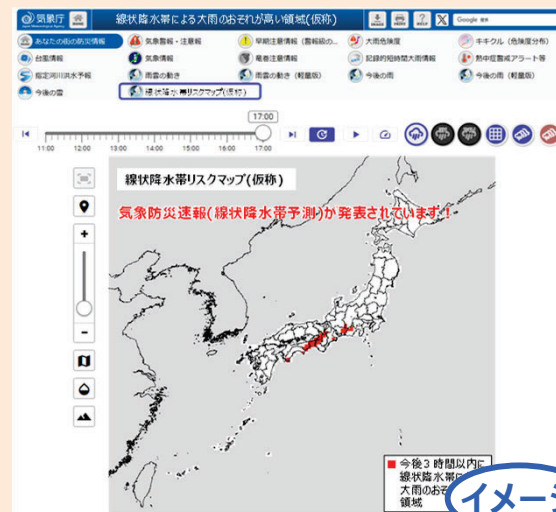 気象庁
線状降水帯による大雨のおそれが高い領域(仮称)
Google
あなたの街の防災情報
気象警報・注意報
早期注意情報(警報級の...
大雨危険度
キキクル(危険度分布)
台風情報
気象情報
竜巻注意情報
記録的短時間大雨情報
熱中症警戒アラート等
指定河川洪水予報
雨雲の動き
雨雲の動き(軽量版)
今後の雨
今後の雨(軽量版)
今後の雪
線状降水帯リスクマップ(仮称)
17:00
11:00 12:00 13:00 14:00 15:00 16:00 17:00
線状降水帯リスクマップ(仮称)
気象防災速報(線状降水帯予測)が発表されています!
今後3時間以内に
線状降水帯に
大雨のおそ
領域
イメージ